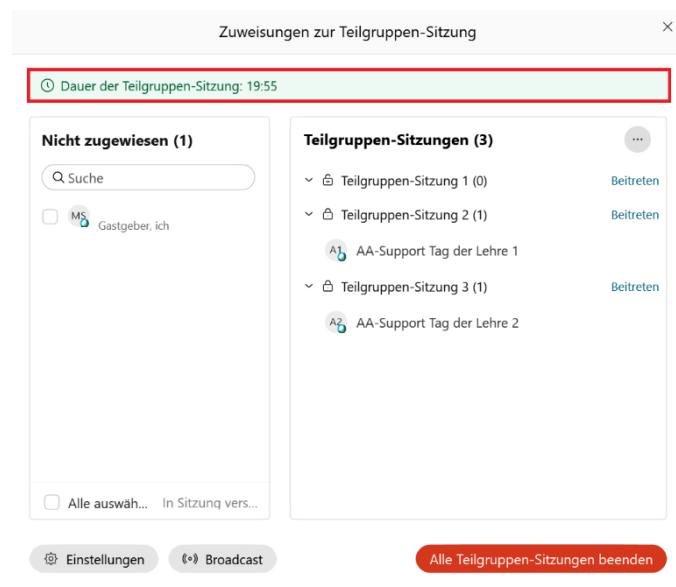 Zuweisungen zur Teilgruppen-Sitzung
Dauer der Teilgruppen-Sitzung: 19:55
Nicht zugewiesen (1)
Suche
MS
Gastgeber, ich
Alle auswäh... In Sitzung vers...
Teilgruppen-Sitzungen (3)
Teilgruppen-Sitzung 1 (0) Beitreten
Teilgruppen-Sitzung 2 (1) Beitreten
A1 AA-Support Tag der Lehre 1
Teilgruppen-Sitzung 3 (1) Beitreten
A2 AA-Support Tag der Lehre 2
Einstellungen Broadcast Alle Teilgruppen-Sitzungen beenden